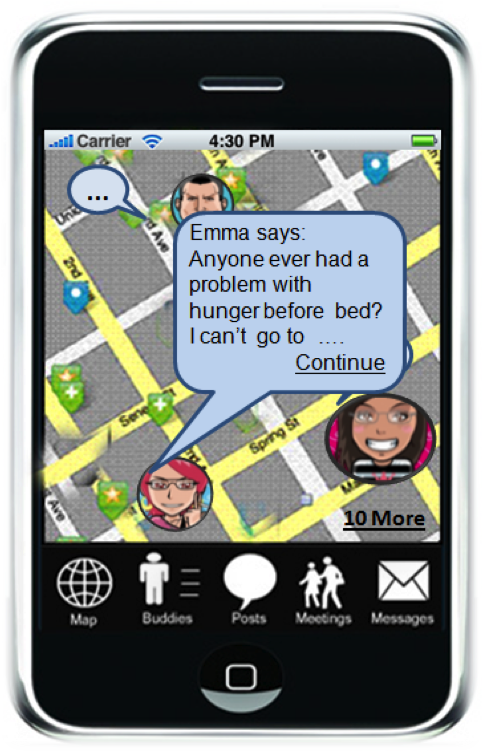 Carrier
4:30 PM
...
2nd
Emma says:
Anyone ever had a
problem with
hunger before bed?
I can't go to ....
Continue
Spring St
10 More
Map
Buddies
Posts
Meetings
Messages